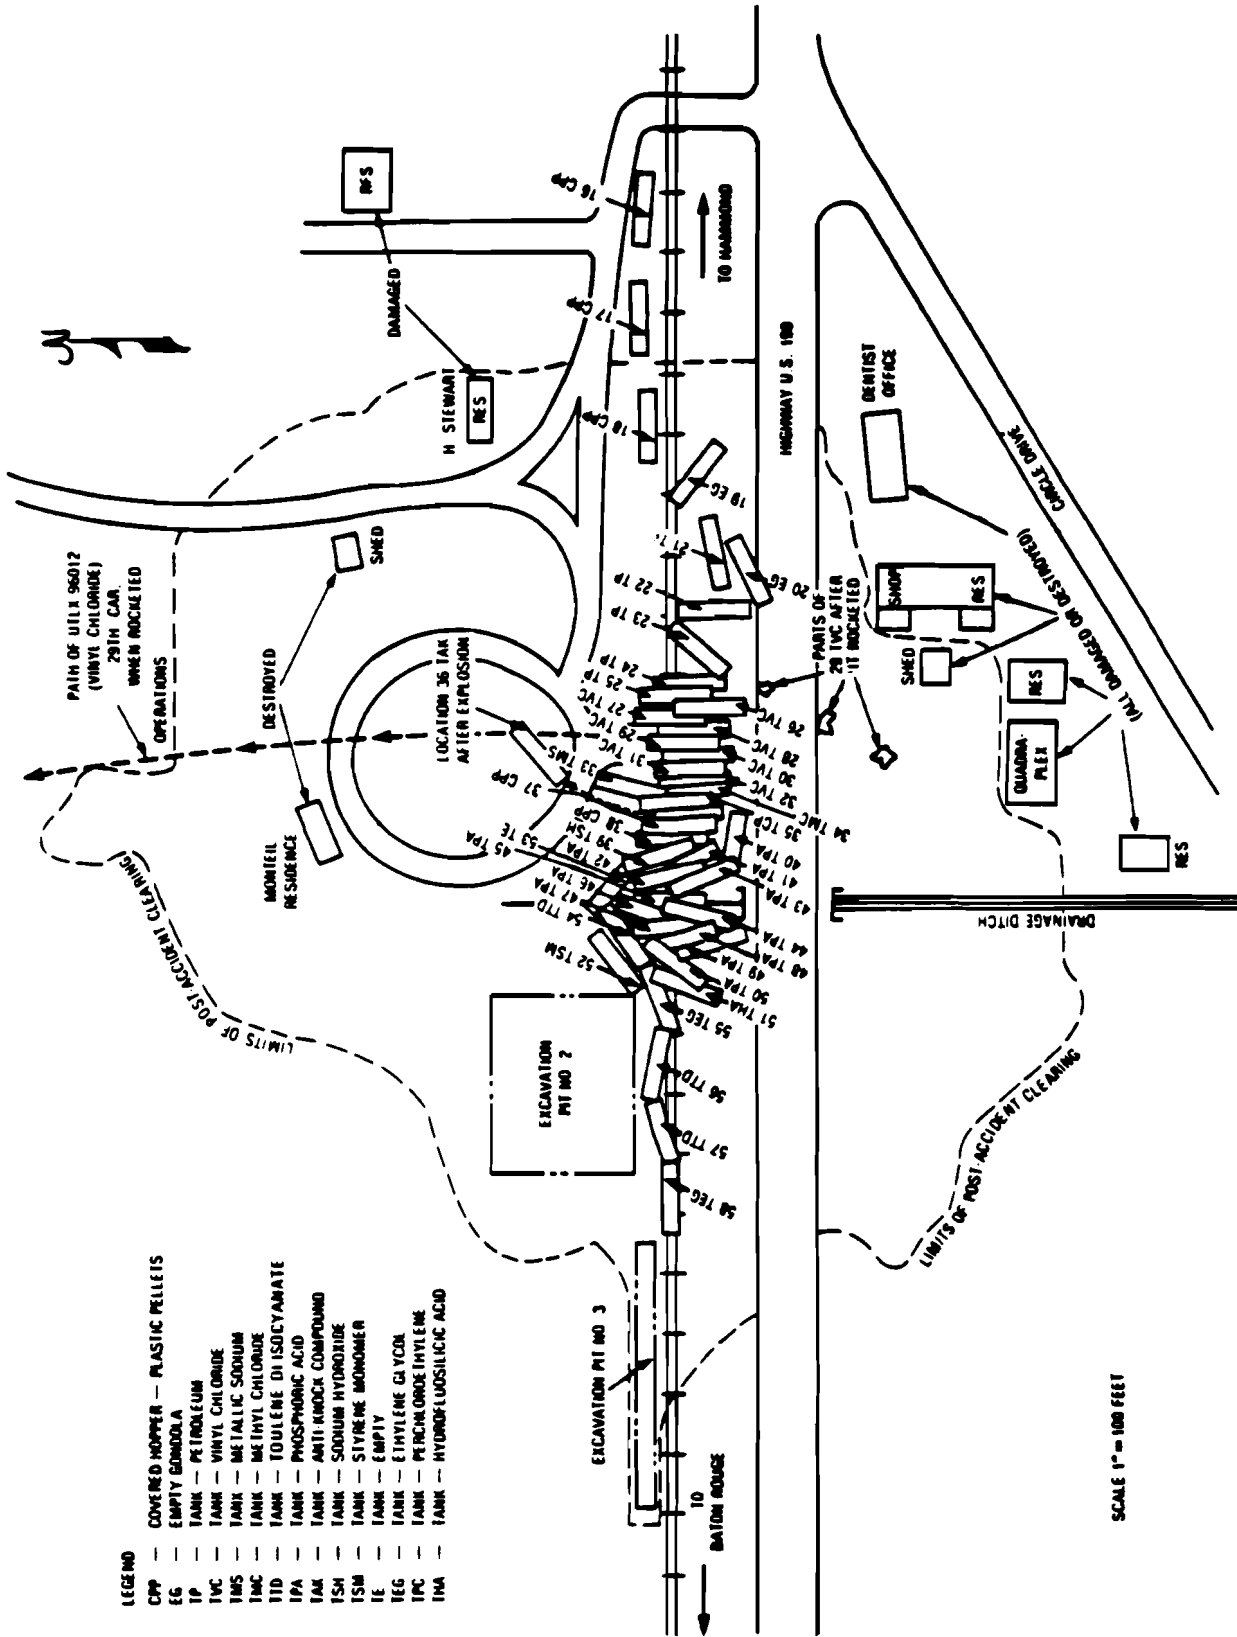 LEGEND
CPP — COVERED HOPPER — PLASTIC PELLETS
EG — EMPTY GONDOLA
TP — TANK — PETROLEUM
TVC — TANK — VINYL CHLORIDE
TMS — TANK — METALLIC SODIUM
TMC — TANK — METHYL CHLORIDE
TTD — TANK — TOULENE DI ISOCYANATE
TPA — TANK — PHOSPHORIC ACID
TAK — TANK — ANTI-KNOCK COMPOUND
TSH — TANK — SODIUM HYDROXIDE
TSM — TANK — STYRENE MONOMER
TE — TANK — EMPTY
TEG — TANK — ETHYLENE GLYCOL
TPC — TANK — PERCHLOROETHYLENE
THA — TANK — HYDROFLUOSILICIC ACID
PATH OF UTLX 96012
(VINYL CHLORIDE)
29TH CAR
WHEN ROCKETED
OPERATIONS
LIMITS OF POST-ACCIDENT CLEARING
MONTEIL
RESIDENCE
DESTROYED
SHED
H STEWART
RES
DAMAGED
RES
LOCATION 36 TAK
AFTER EXPLOSION
EXCAVATION
PIT NO 2
EXCAVATION PIT NO 3
TO
BATON ROUGE
58 TEG
57 TTD
56 TTD
55 TEG
51 THA
50 TPA
49 TPA
48 TPA
44 TPA
43 TPA
41 TPA
40 TPA
35 TCP
34 TMC
32 TVC
30 TVC
28 TVC
26 TVC
52 TSM
54 TTD
47 TPA
46 TPA
45 TPA
53 TE
42 TPA
39 TSH
38 CPP
37 CPP
33 TMS
31 TVC
29 TVC
27 TVC
25 TP
24 TP
23 TP
22 TP
20 EG
19 EG
18 CPP
17 CPP
16 CPP
TO HAMMOND
HIGHWAY U.S. 190
PARTS OF
29 TVC AFTER
IT ROCKETED
DENTIST
OFFICE
CIRCLE DRIVE
SHOP
RES
SHED
(ALL DAMAGED OR DESTROYED)
RES
QUADRA-
PLEX
RES
DRAINAGE DITCH
LIMITS OF POST-ACCIDENT CLEARING
SCALE 1" = 100 FEET